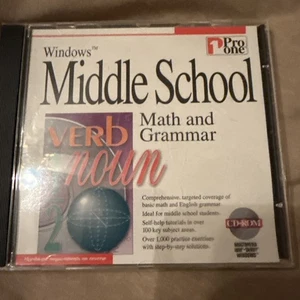 Windows™
Pro
one
Middle School
Math and
Grammar
VERB
noun
Comprehensive, targeted coverage of
basic math and English grammar.
Ideal for middle school students.
Self-help tutorials in over
100 key subject areas.
Over 1,000 practice exercises
with step-by-step solutions.
CD-ROM
WINDOWS